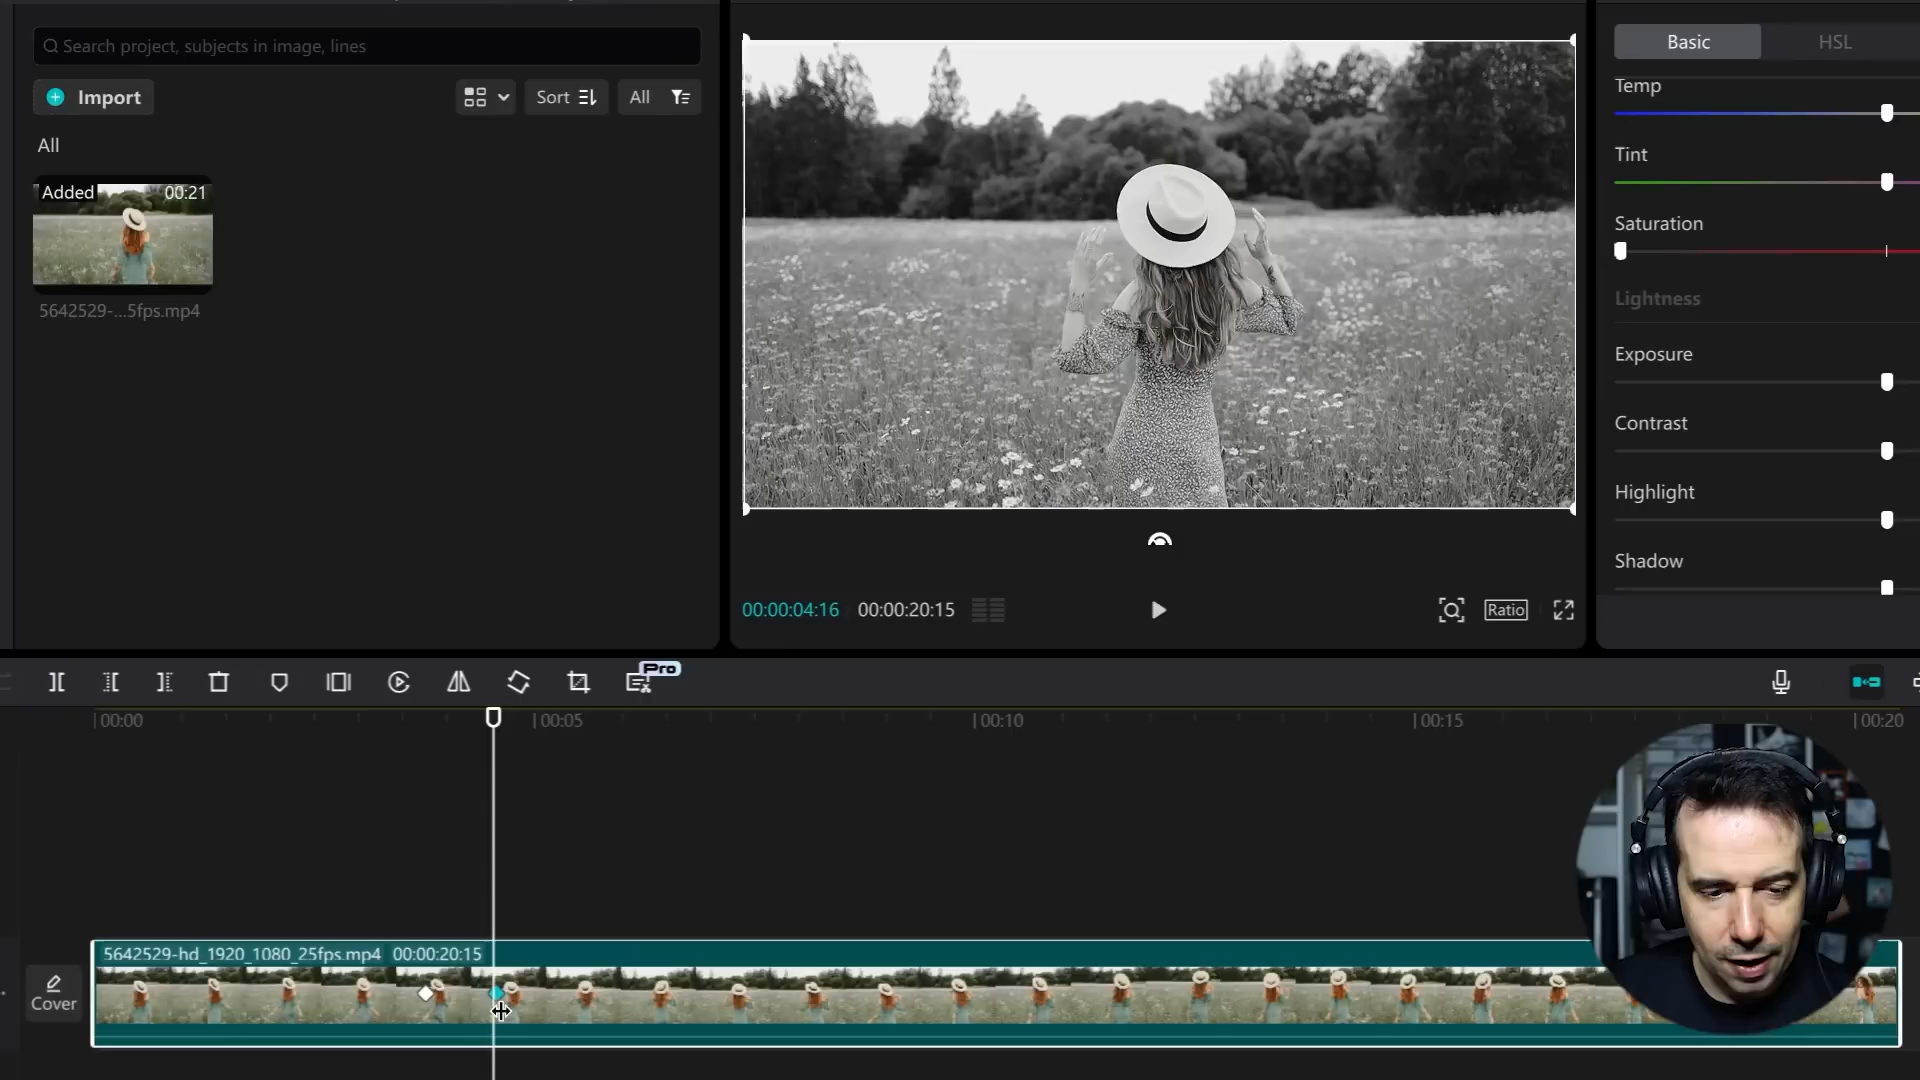 Search project, subjects in image, lines
Import
Sort
All
All
Added 00:21
5642529-...5fps.mp4
00:00:04:16 00:00:20:15
Ratio
Basic HSL
Temp
Tint
Saturation
Lightness
Exposure
Contrast
Highlight
Shadow
Pro
00:00 00:05 00:10 00:15 00:20
5642529-hd_1920_1080_25fps.mp4 00:00:20:15
Cover